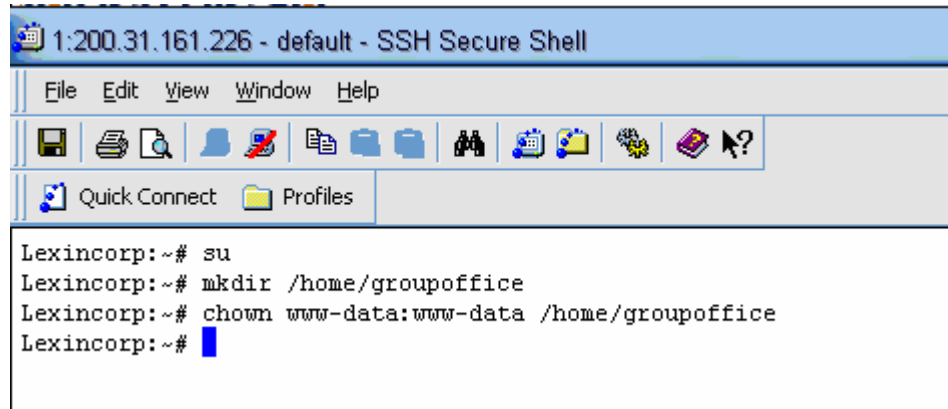 1:200.31.161.226 - default - SSH Secure Shell
File Edit View Window Help
Quick Connect Profiles
Lexincorp:~# su
Lexincorp:~# mkdir /home/groupoffice
Lexincorp:~# chown www-data:www-data /home/groupoffice
Lexincorp:~#